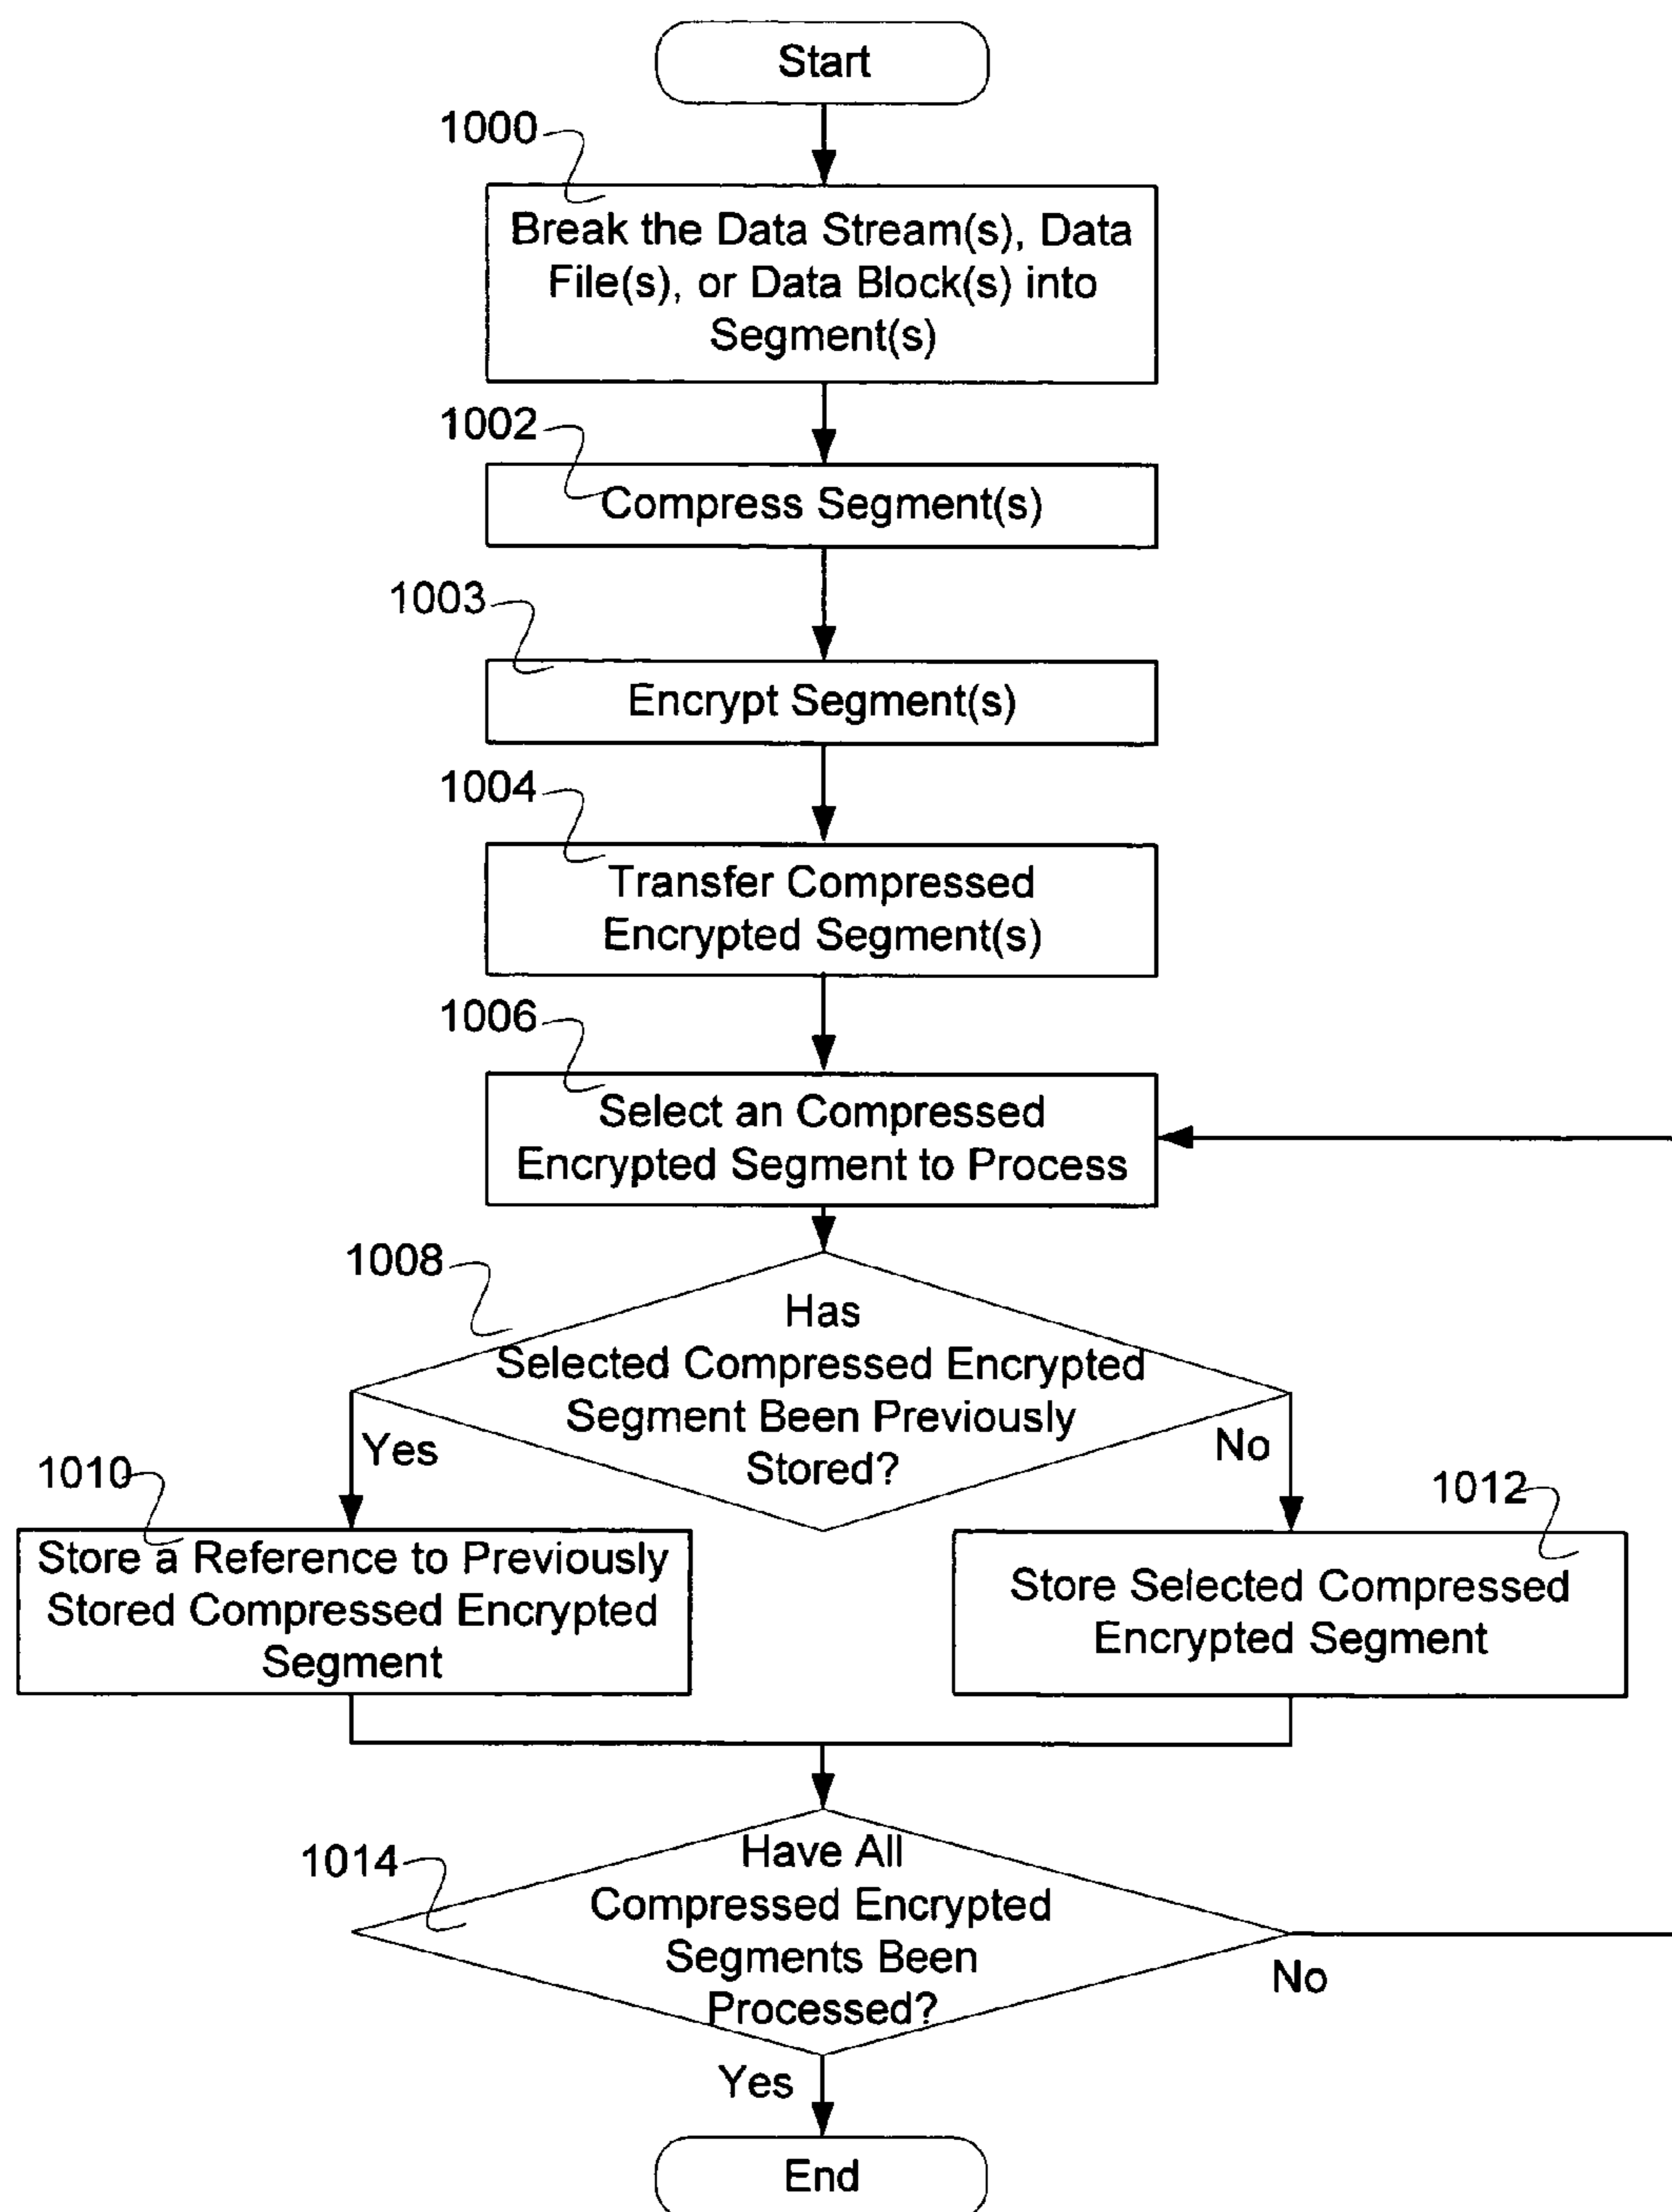 Start
1000
Break the Data Stream(s), Data
File(s), or Data Block(s) into
Segment(s)
1002
Compress Segment(s)
1003
Encrypt Segment(s)
1004
Transfer Compressed
Encrypted Segment(s)
1006
Select an Compressed
Encrypted Segment to Process
1008
Has
Selected Compressed Encrypted
Segment Been Previously
Stored?
Yes
No
1010
1012
Store a Reference to Previously
Stored Compressed Encrypted
Segment
Store Selected Compressed
Encrypted Segment
1014
Have All
Compressed Encrypted
Segments Been
Processed?
No
Yes
End